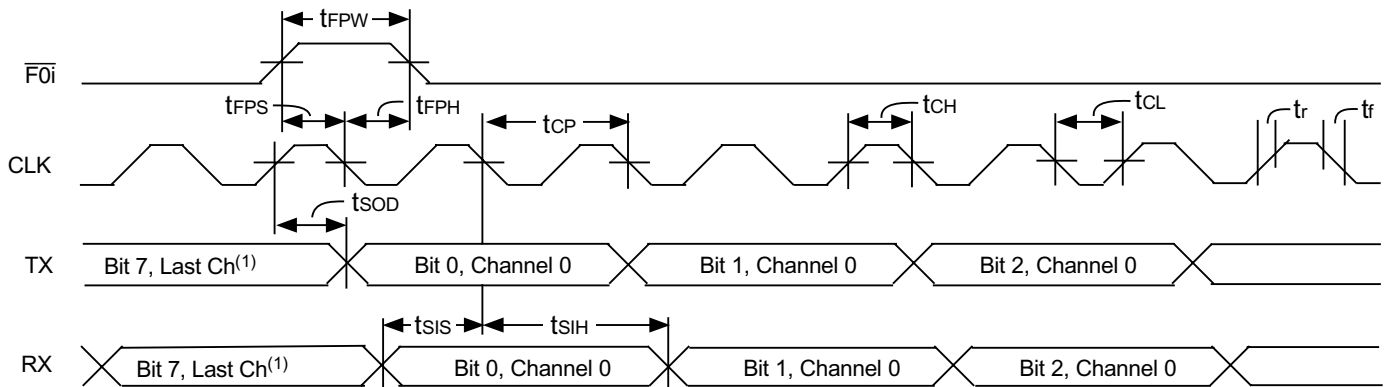 tFPW
F0i
tFPS
tFPH
tCP
tCH
tCL
tr
tf
CLK
tSOD
TX
Bit 7, Last Ch(1)
Bit 0, Channel 0
Bit 1, Channel 0
Bit 2, Channel 0
tSIS
tSIH
RX
Bit 7, Last Ch(1)
Bit 0, Channel 0
Bit 1, Channel 0
Bit 2, Channel 0